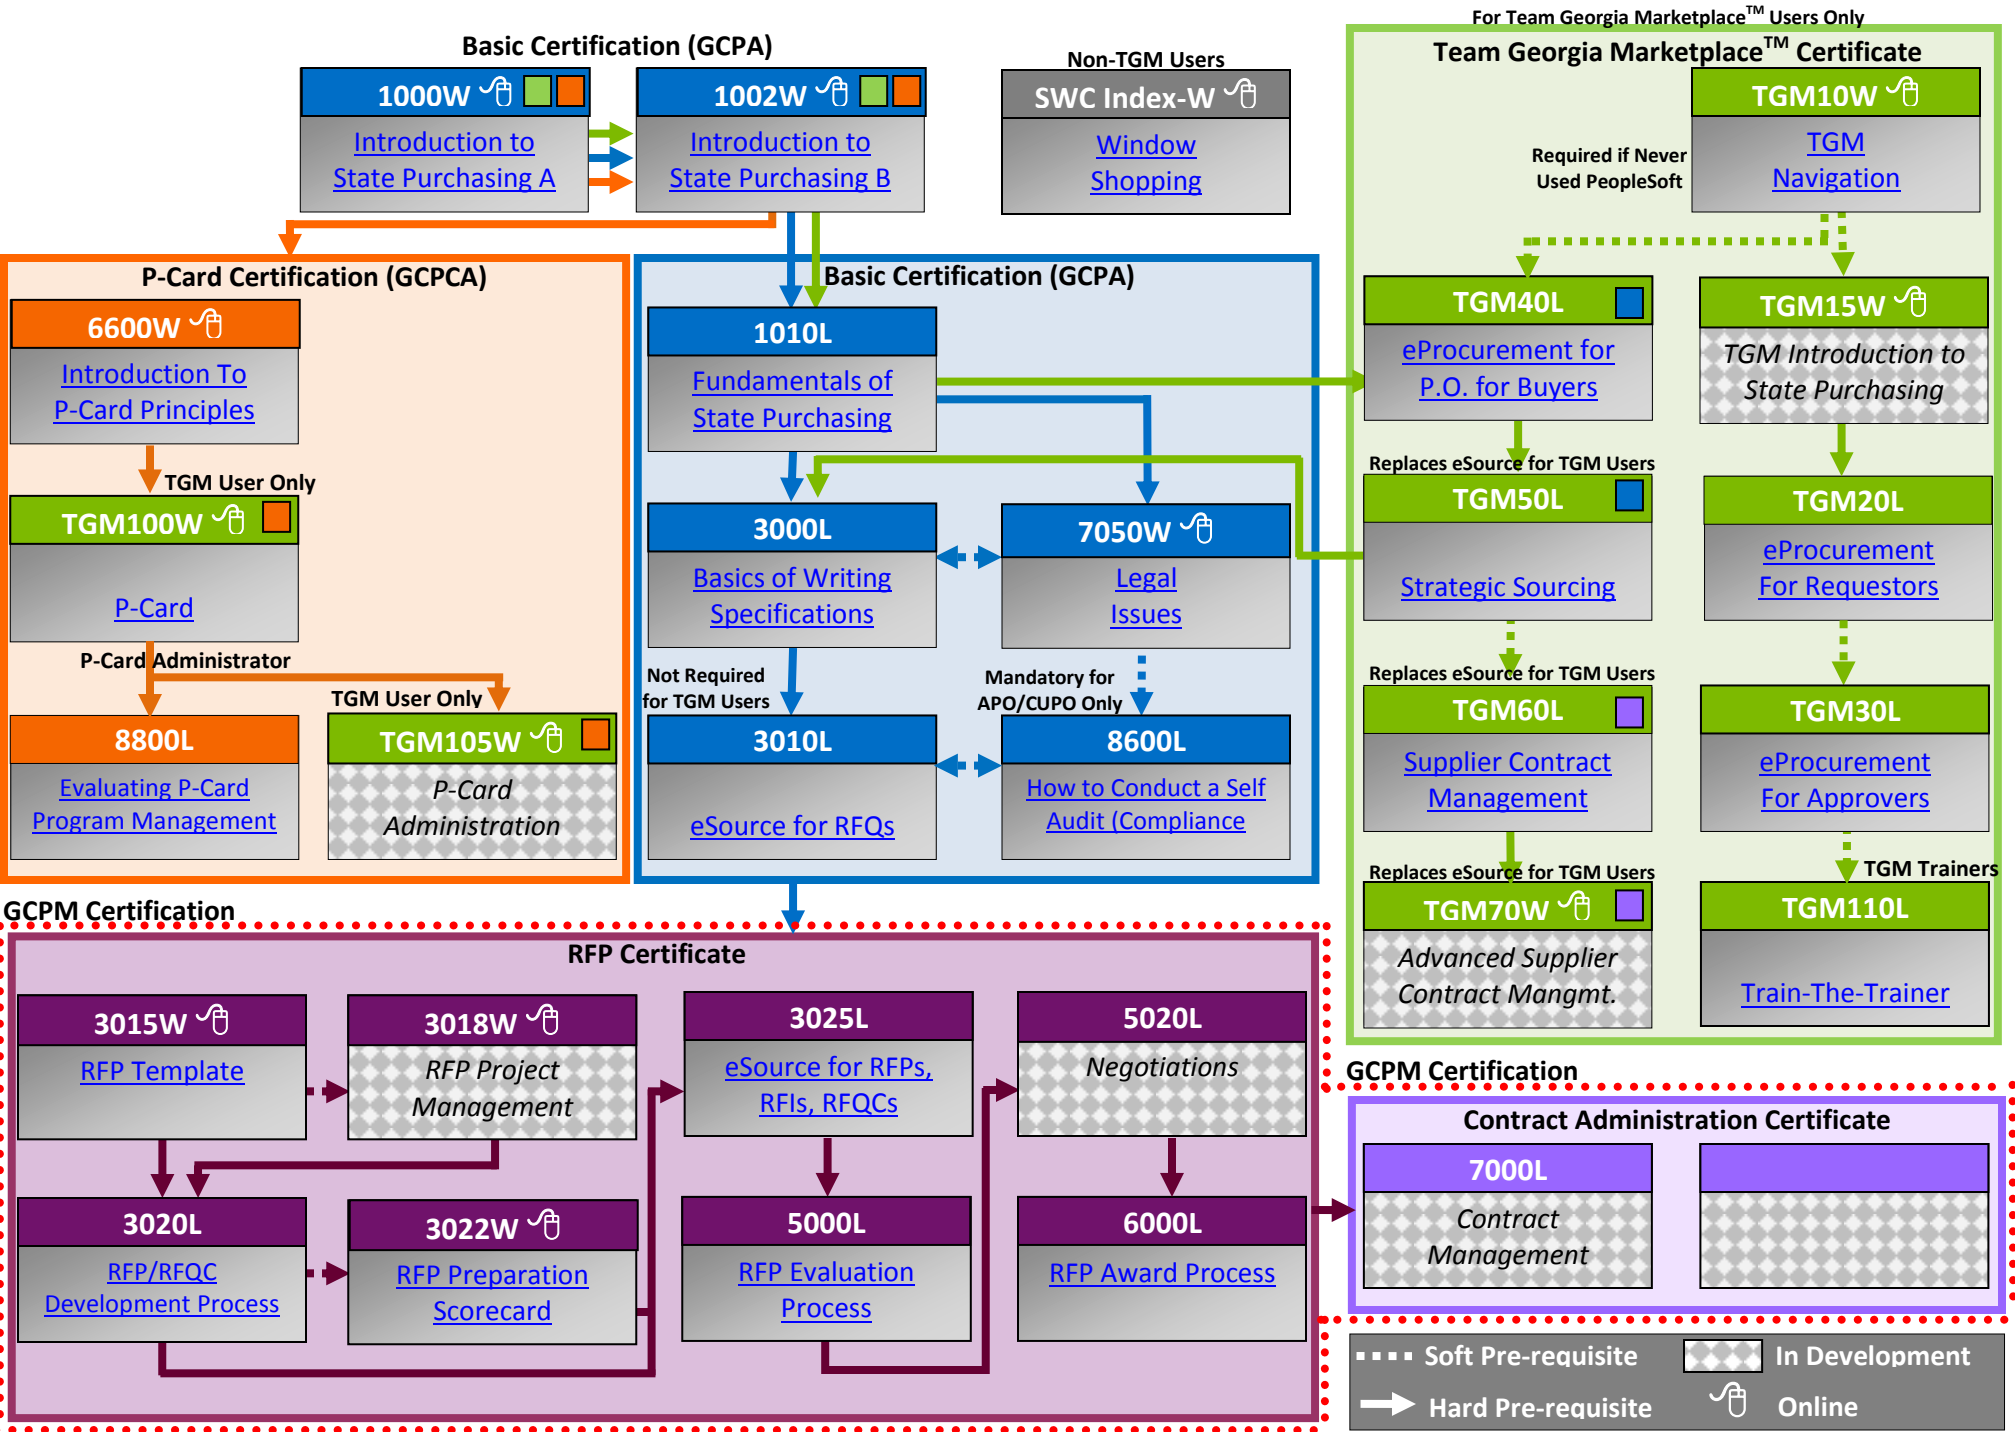 For Team Georgia Marketplace™ Users Only
Basic Certification (GCPA)
1000W
Introduction to
State Purchasing A
1002W
Introduction to
State Purchasing B
Non-TGM Users
SWC Index-W
Window
Shopping
Team Georgia Marketplace™ Certificate
TGM10W
TGM
Navigation
Required if Never
Used PeopleSoft
P-Card Certification (GCPCA)
6600W
Introduction To
P-Card Principles
TGM User Only
TGM100W
P-Card
P-Card Administrator
8800L
Evaluating P-Card
Program Management
TGM User Only
TGM105W
P-Card
Administration
Basic Certification (GCPA)
1010L
Fundamentals of
State Purchasing
3000L
Basics of Writing
Specifications
7050W
Legal
Issues
Not Required
for TGM Users
3010L
eSource for RFQs
Mandatory for
APO/CUPO Only
8600L
How to Conduct a Self
Audit (Compliance
TGM40L
eProcurement for
P.O. for Buyers
TGM15W
TGM Introduction to
State Purchasing
Replaces eSource for TGM Users
TGM50L
Strategic Sourcing
TGM20L
eProcurement
For Requestors
Replaces eSource for TGM Users
TGM60L
Supplier Contract
Management
TGM30L
eProcurement
For Approvers
Replaces eSource for TGM Users
TGM70W
Advanced Supplier
Contract Mangmt.
TGM Trainers
TGM110L
Train-The-Trainer
GCPM Certification
RFP Certificate
3015W
RFP Template
3018W
RFP Project
Management
3025L
eSource for RFPs,
RFIs, RFQCs
5020L
Negotiations
3020L
RFP/RFQC
Development Process
3022W
RFP Preparation
Scorecard
5000L
RFP Evaluation
Process
6000L
RFP Award Process
GCPM Certification
Contract Administration Certificate
7000L
Contract
Management
Soft Pre-requisite
In Development
Hard Pre-requisite
Online